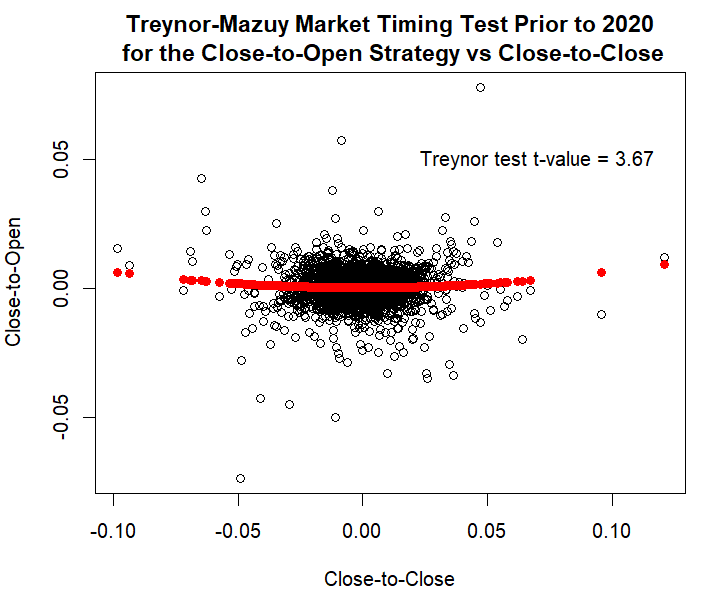 Treynor-Mazuy Market Timing Test Prior to 2020
for the Close-to-Open Strategy vs Close-to-Close
Treynor test t-value = 3.67
0.05
0.00
-0.05
Close-to-Open
-0.10
-0.05
0.00
0.05
0.10
Close-to-Close